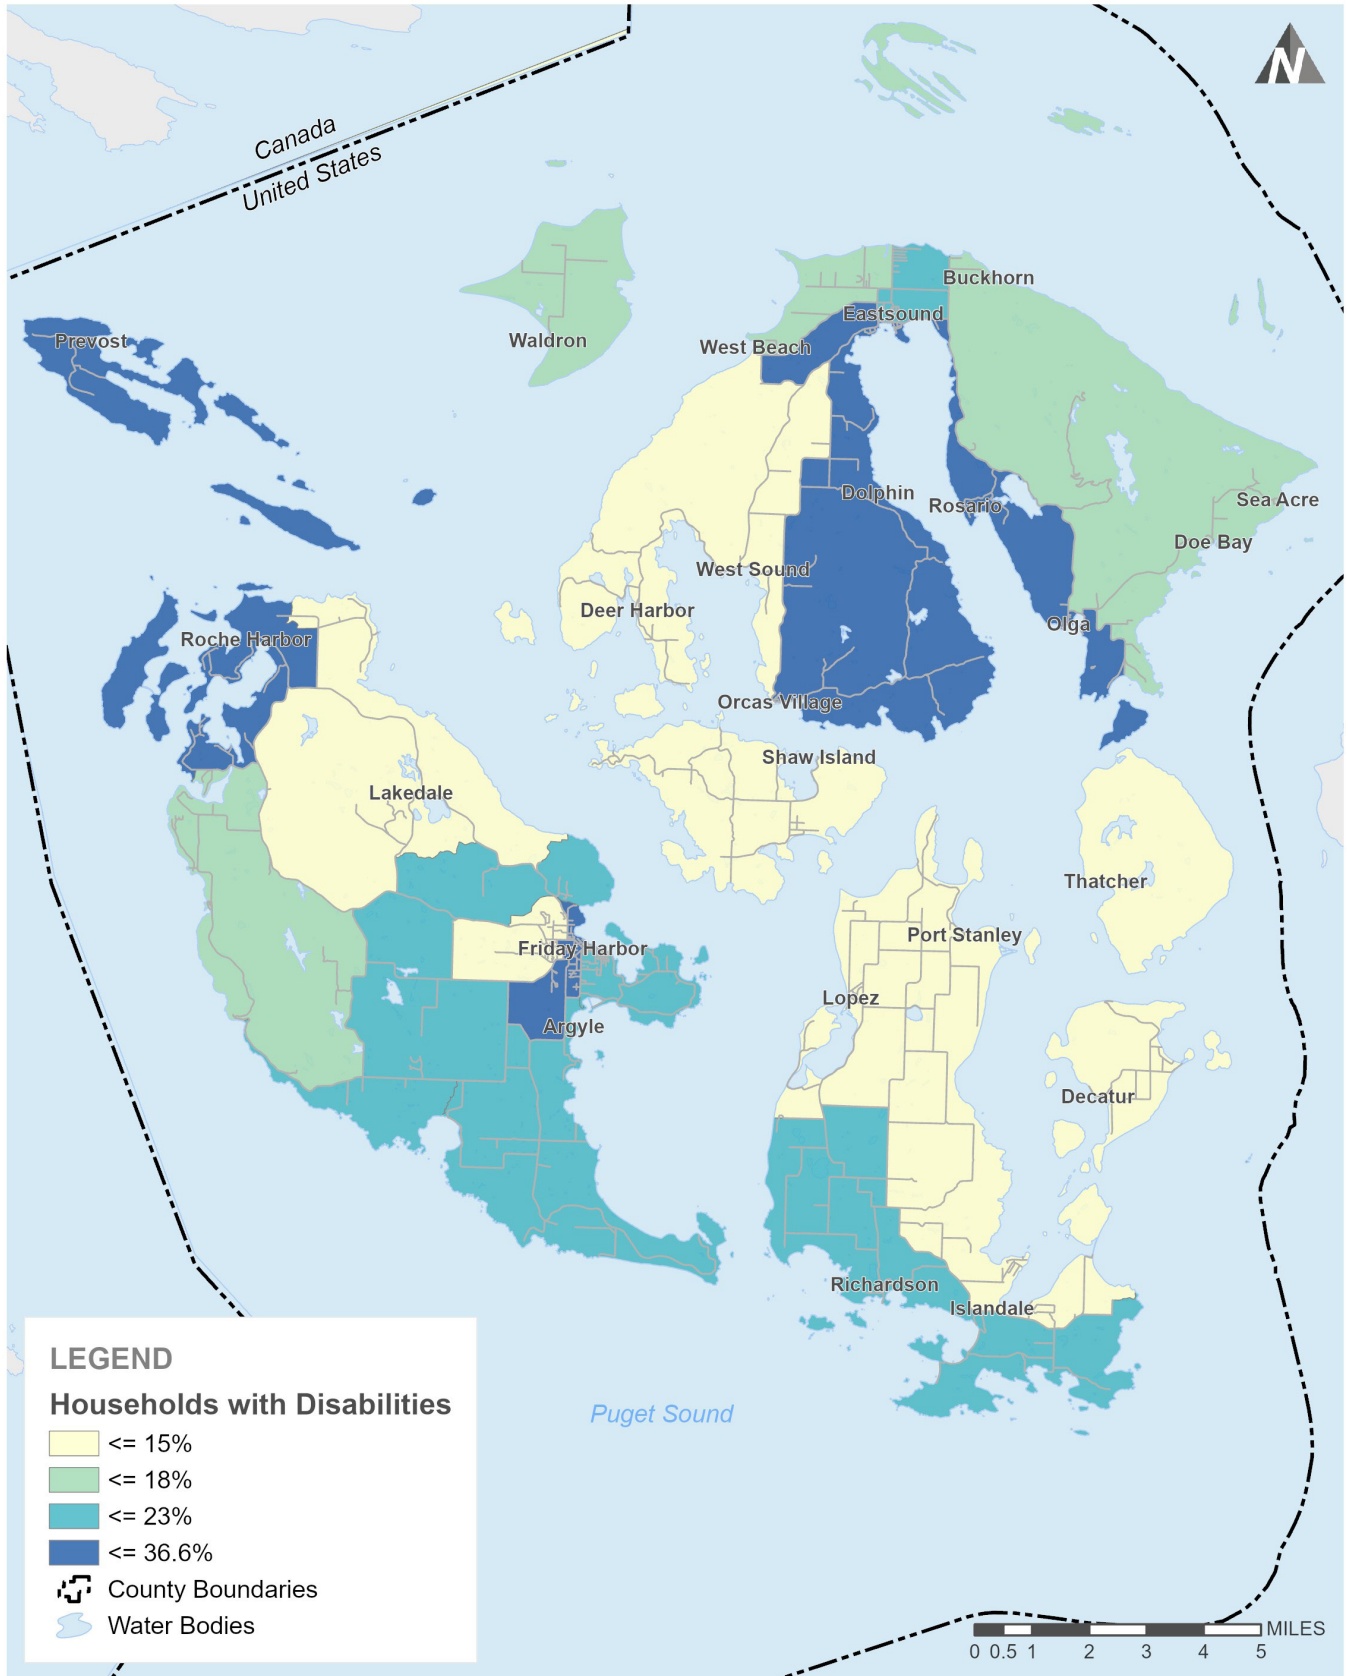 N
Canada
United States
Buckhorn
Eastsound
Prevost
Waldron
West Beach
Dolphin
Rosario
Sea Acre
Doe Bay
West Sound
Deer Harbor
Olga
Roche Harbor
Orcas Village
Shaw Island
Lakedale
Thatcher
Port Stanley
Friday Harbor
Lopez
Argyle
Decatur
Richardson
Islandale
Puget Sound
LEGEND
Households with Disabilities
<= 15%
<= 18%
<= 23%
<= 36.6%
County Boundaries
Water Bodies
MILES
0 0.5 1 2 3 4 5